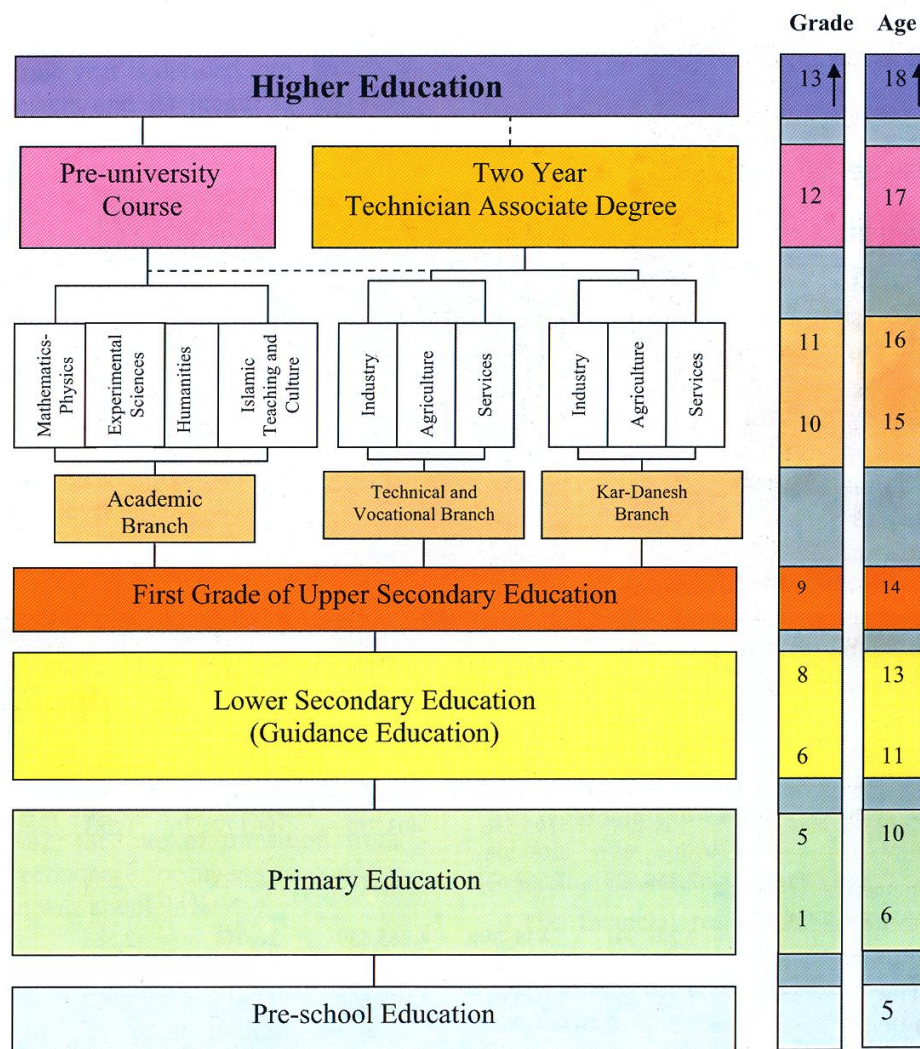 Grade Age
Higher Education
13 18
Pre-university
Course
Two Year
Technician Associate Degree
12 17
Mathematics-
Physics
Experimental
Sciences
Humanities
Islamic
Teaching and
Culture
Industry
Agriculture
Services
Industry
Agriculture
Services
11 16
10 15
Academic
Branch
Technical and
Vocational Branch
Kar-Danesh
Branch
First Grade of Upper Secondary Education
9 14
Lower Secondary Education
(Guidance Education)
8 13
6 11
Primary Education
5 10
1 6
Pre-school Education
5